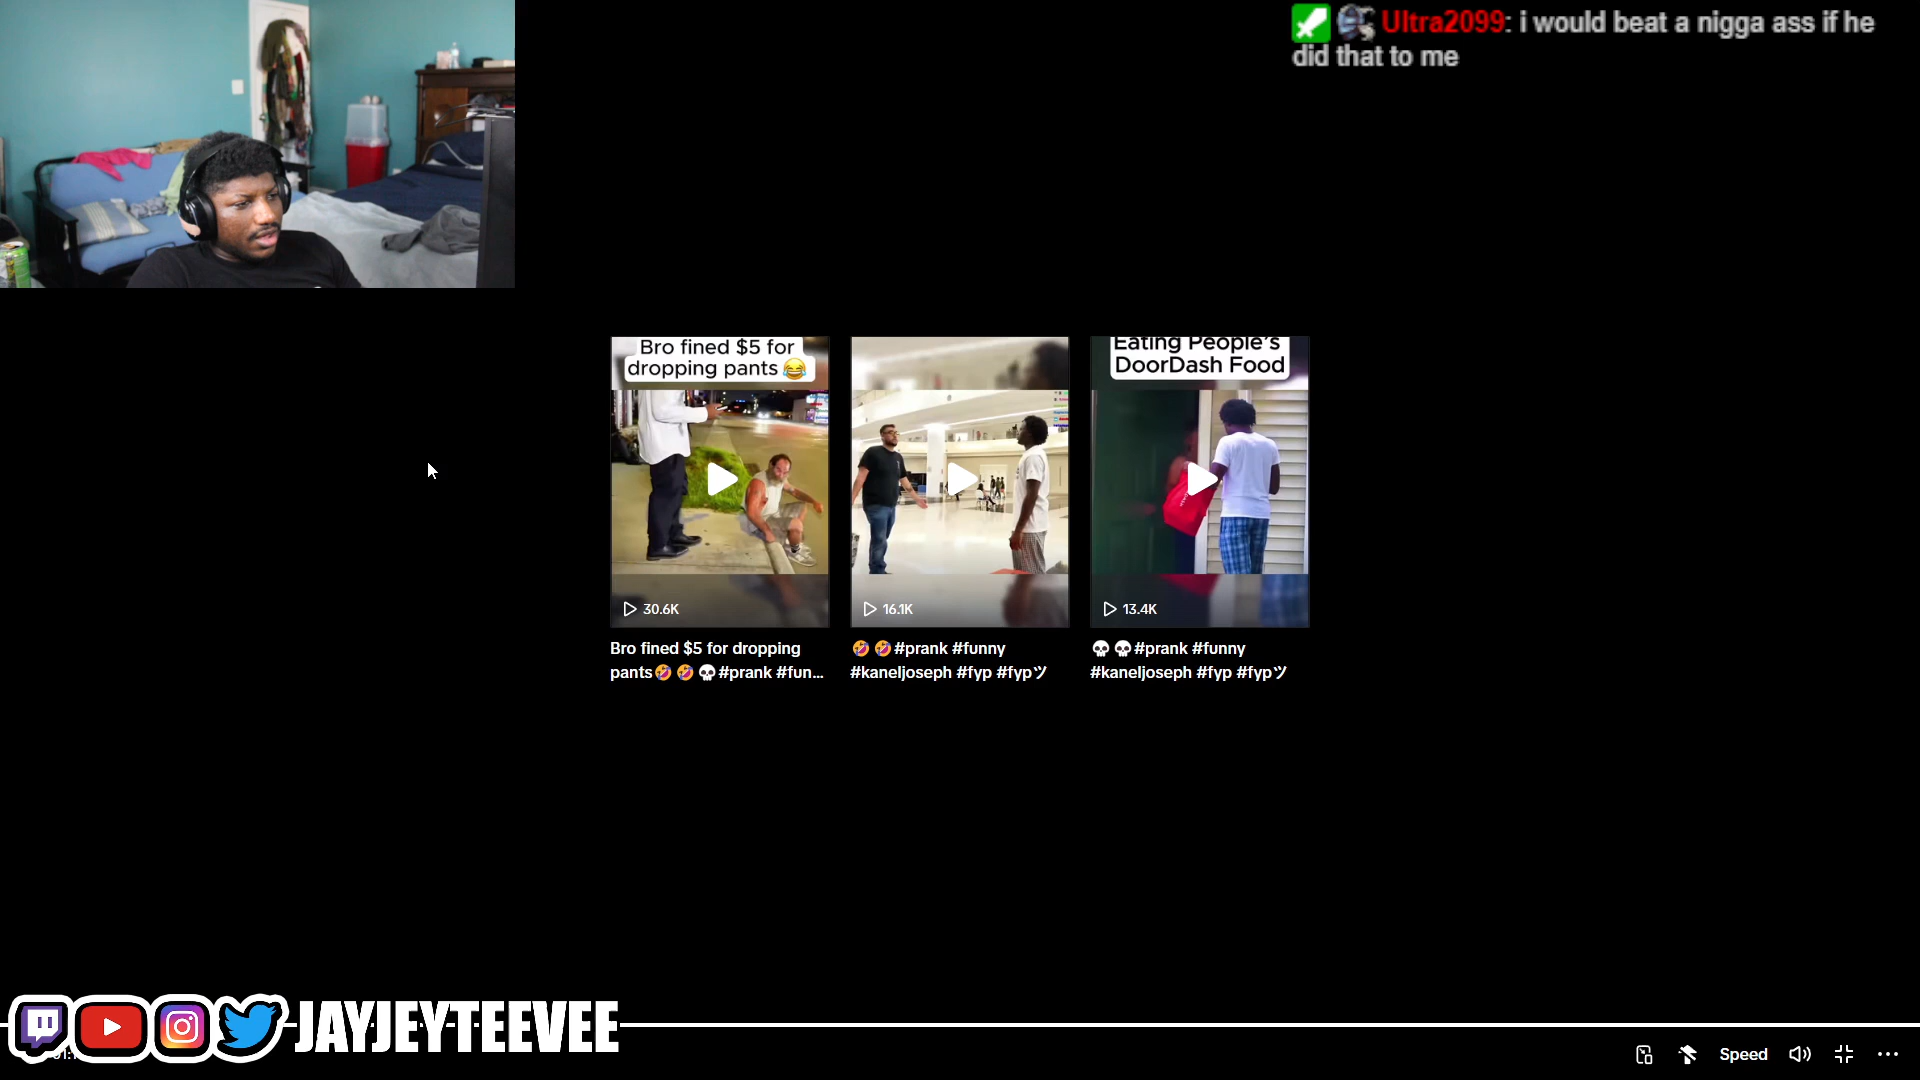 Ultra2099: i would beat a nigga ass if he
did that to me
Bro fined $5 for
dropping pants 😂
30.6K
Bro fined $5 for dropping
pants🤣🤣💀#prank #fun...
16.1K
🤣🤣#prank #funny
#kaneljoseph #fyp #fypツ
Eating People's
DoorDash Food
13.4K
💀💀#prank #funny
#kaneljoseph #fyp #fypツ
JAYJEYTEEVEE
Speed